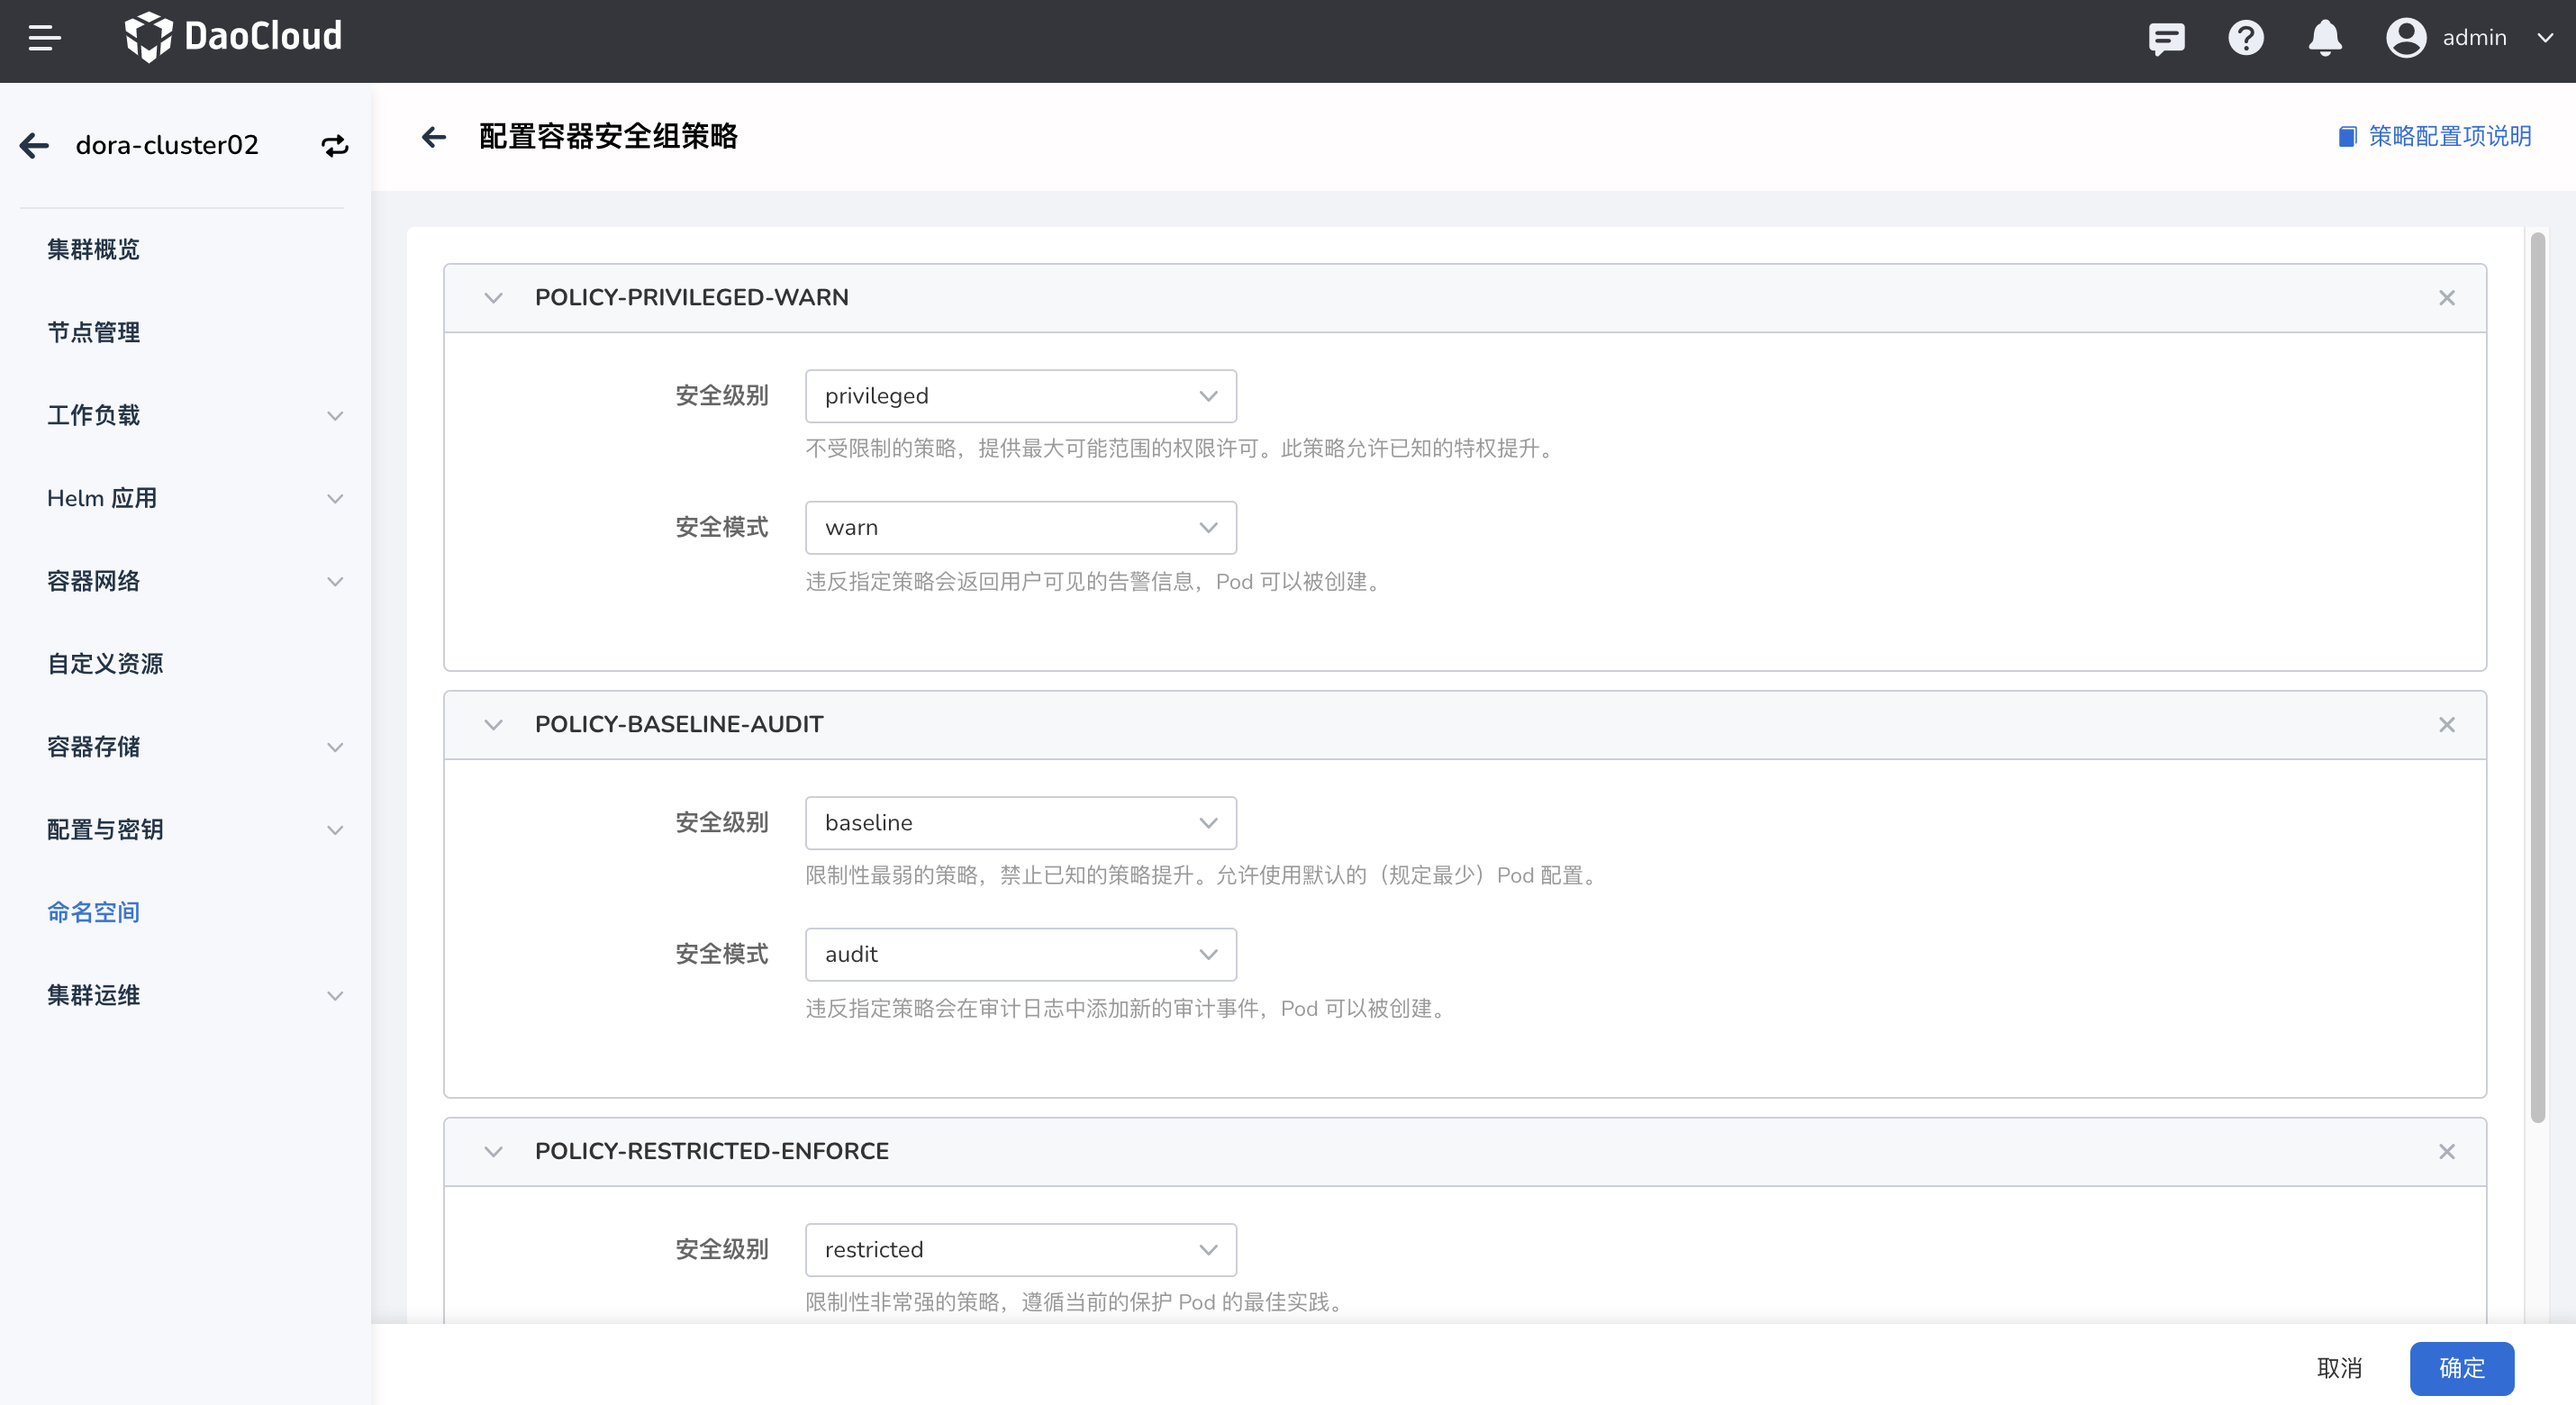 DaoCloud
admin
dora-cluster02
集群概览
节点管理
工作负载
Helm 应用
容器网络
自定义资源
容器存储
配置与密钥
命名空间
集群运维
配置容器安全组策略
策略配置项说明
POLICY-PRIVILEGED-WARN
安全级别
privileged
不受限制的策略，提供最大可能范围的权限许可。此策略允许已知的特权提升。
安全模式
warn
违反指定策略会返回用户可见的告警信息，Pod 可以被创建。
POLICY-BASELINE-AUDIT
安全级别
baseline
限制性最弱的策略，禁止已知的策略提升。允许使用默认的（规定最少）Pod 配置。
安全模式
audit
违反指定策略会在审计日志中添加新的审计事件，Pod 可以被创建。
POLICY-RESTRICTED-ENFORCE
安全级别
restricted
限制性非常强的策略，遵循当前的保护 Pod 的最佳实践。
取消
确定